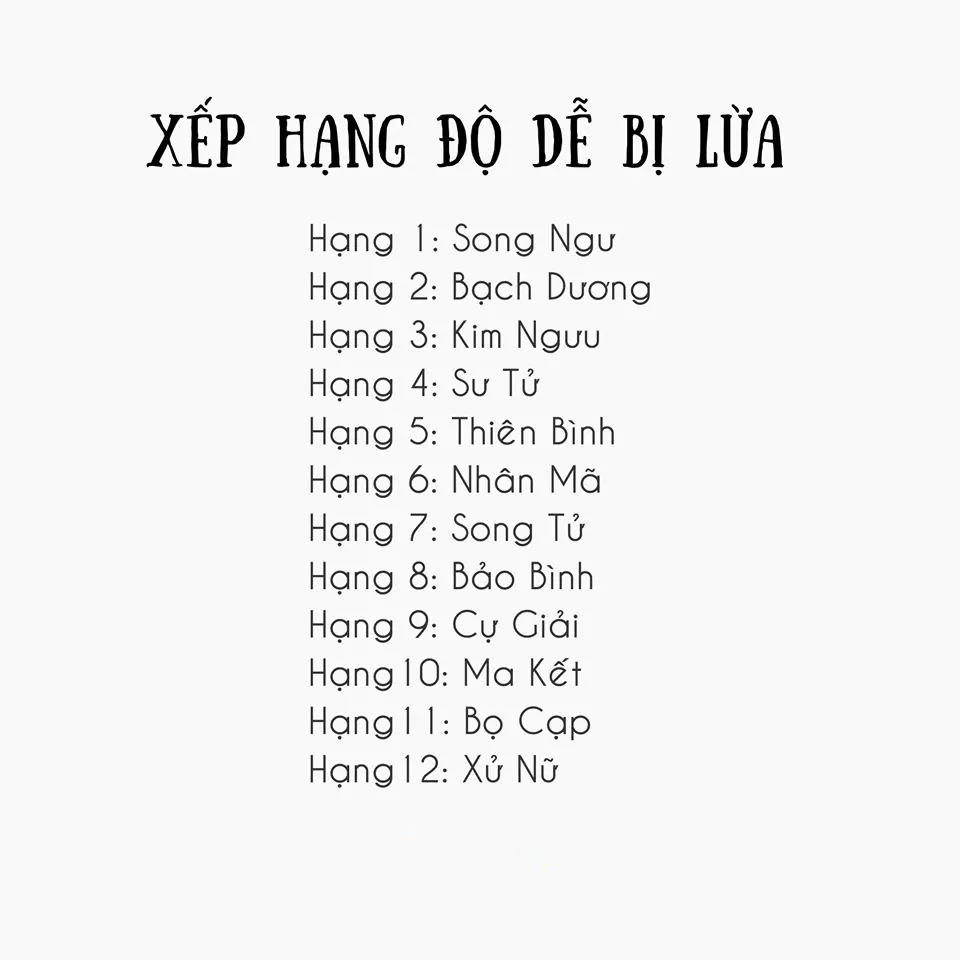 XẾP HẠNG ĐỘ DỄ BỊ LỪA
Hạng 1: Song Ngư
Hạng 2: Bạch Dương
Hạng 3: Kim Ngưu
Hạng 4: Sư Tử
Hạng 5: Thiên Bình
Hạng 6: Nhân Mã
Hạng 7: Song Tử
Hạng 8: Bảo Bình
Hạng 9: Cự Giải
Hạng10: Ma Kết
Hạng11: Bọ Cạp
Hạng12: Xử Nữ